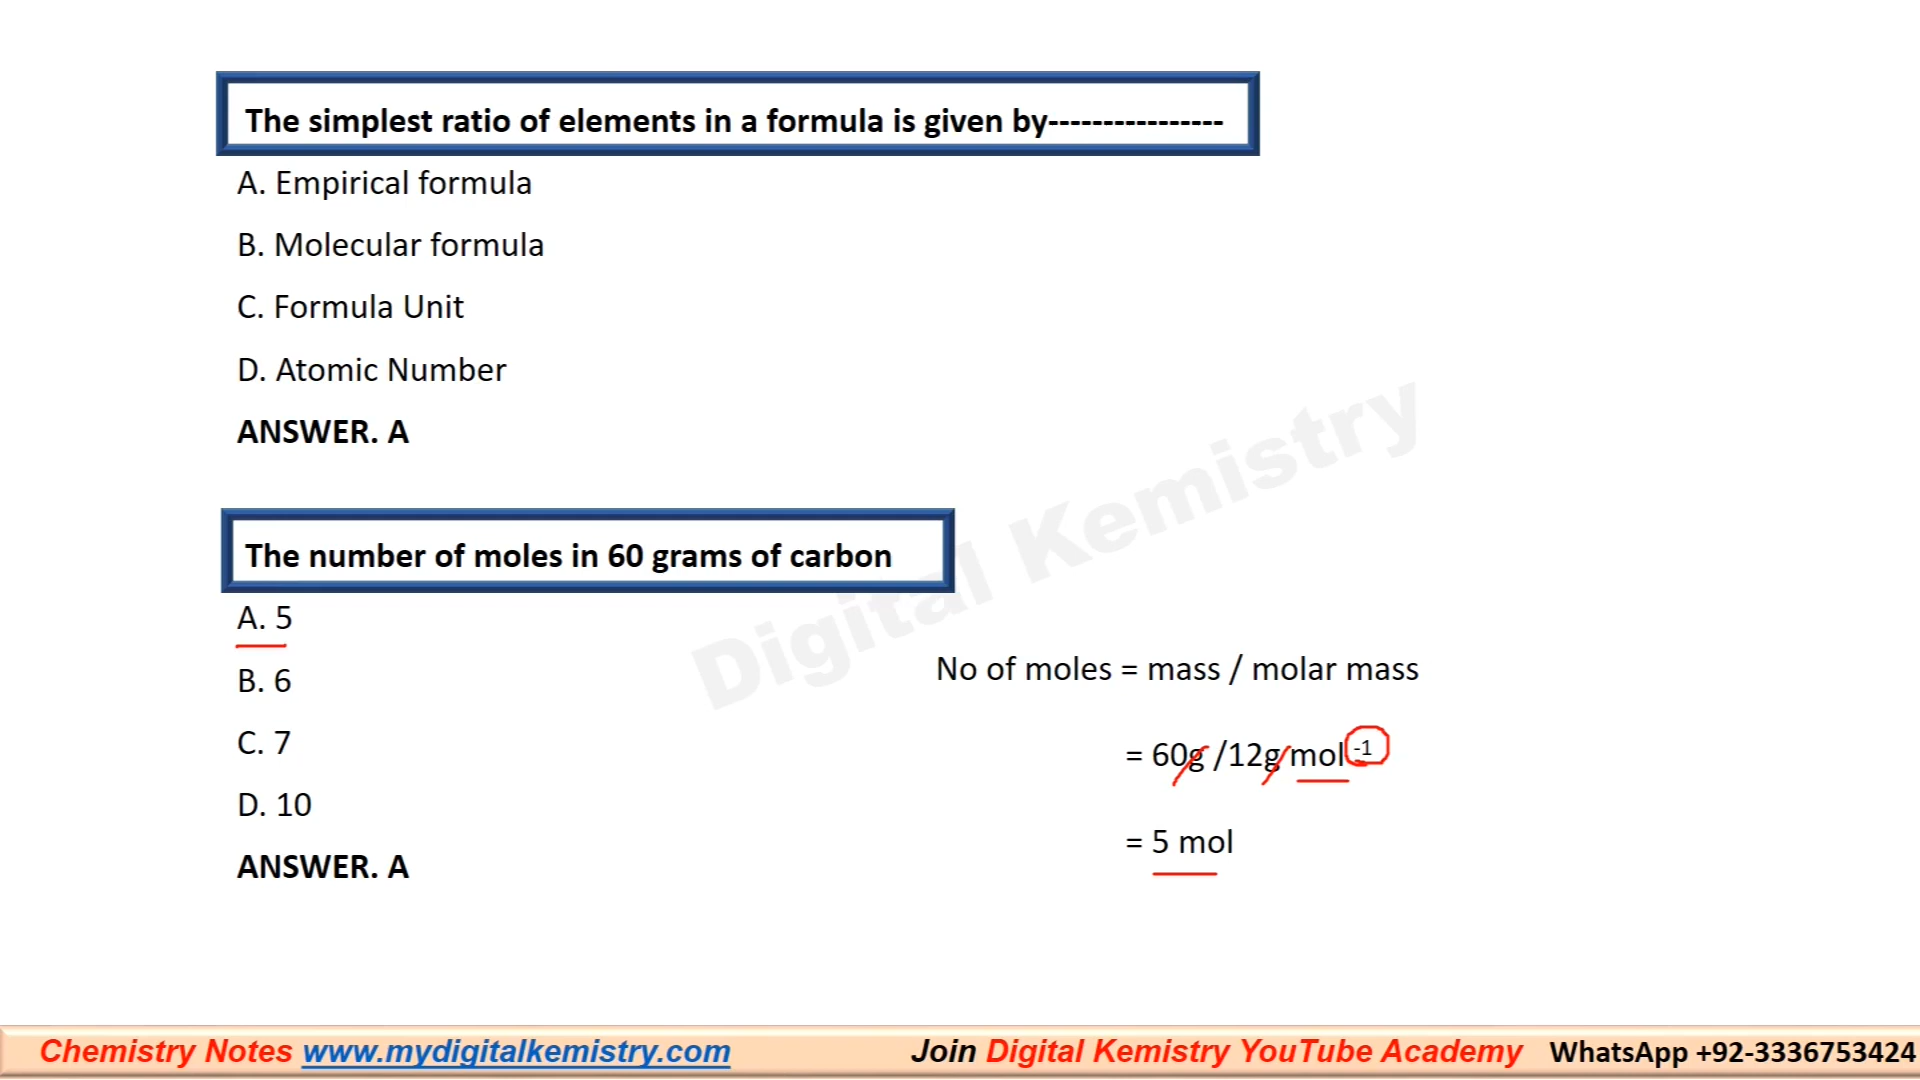 The simplest ratio of elements in a formula is given by----------------
A. Empirical formula
B. Molecular formula
C. Formula Unit
D. Atomic Number
ANSWER. A
Digital Kemistry
The number of moles in 60 grams of carbon
A. 5
B. 6
C. 7
D. 10
ANSWER. A
No of moles = mass / molar mass
= 60g /12g mol-1
= 5 mol
Chemistry Notes www.mydigitalkemistry.com Join Digital Kemistry YouTube Academy WhatsApp +92-3336753424